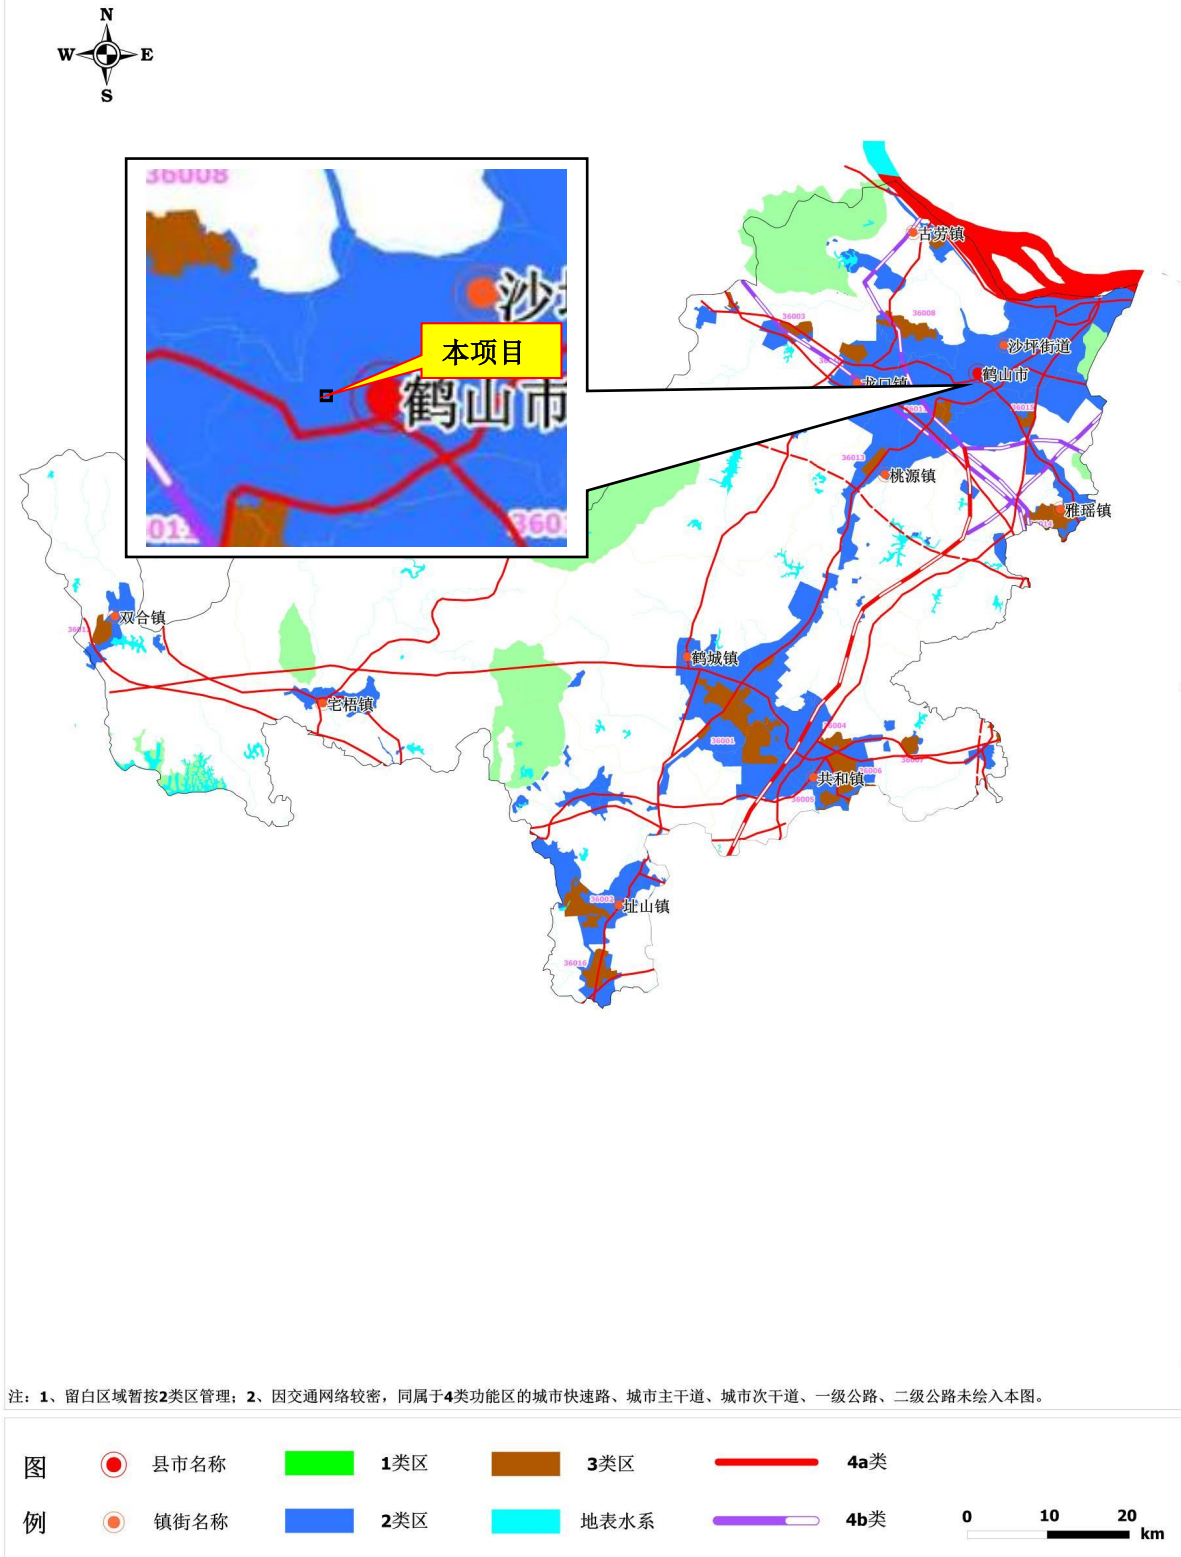 N
W E
S
36008
沙坪
本项目
鹤山市
古劳镇
36003
36008
沙坪街道
龙口镇
鹤山市
36015
36013
桃源镇
雅瑶镇
双合镇
鹤城镇
宅梧镇
36004
36001
36007
36006
共和镇
36005
36002
址山镇
36016
注：1、留白区域暂按2类区管理；2、因交通网络较密，同属于4类功能区的城市快速路、城市主干道、城市次干道、一级公路、二级公路未绘入本图。
图例
县市名称 1类区 3类区 4a类
镇街名称 2类区 地表水系 4b类
0 10 20
km